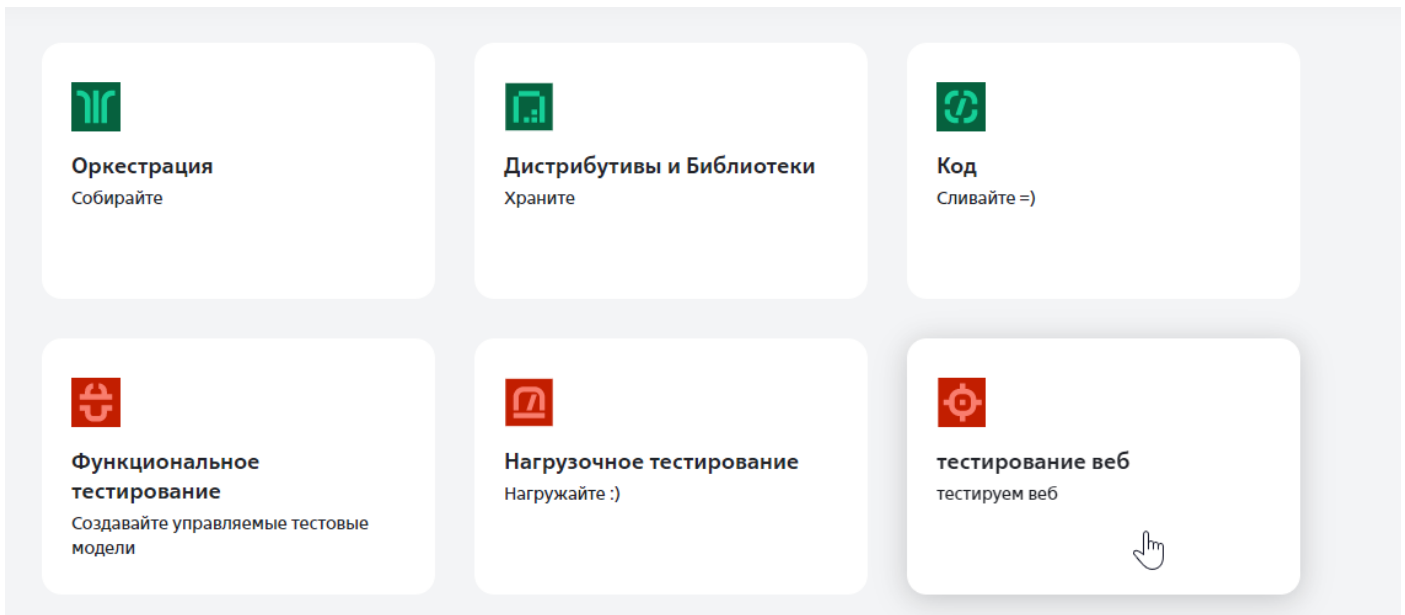 Оркестрация
Собирайте
Дистрибутивы и Библиотеки
Храните
Код
Сливайте =)
Функциональное
тестирование
Создавайте управляемые тестовые
модели
Нагрузочное тестирование
Нагружайте :)
тестирование веб
тестируем веб